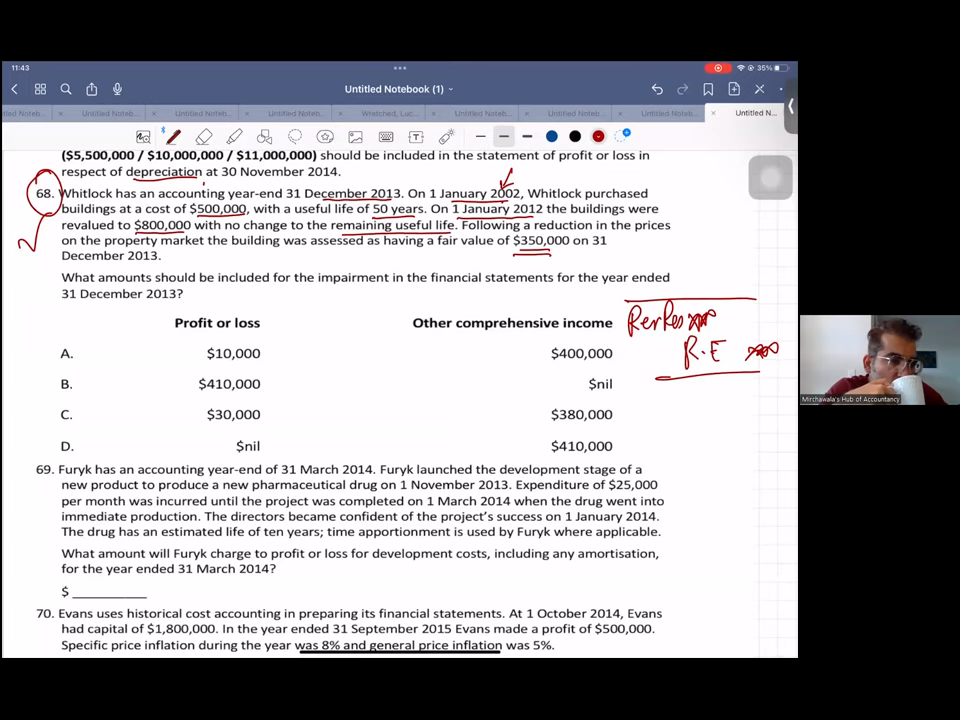 11:43
35%
Untitled Notebook (1)
Untitled Noteb...
Untitled Noteb...
Untitled Noteb...
Wretched, Luc...
Untitled Noteb...
Untitled Noteb...
Untitled N...
($5,500,000 / $10,000,000 / $11,000,000) should be included in the statement of profit or loss in
respect of depreciation at 30 November 2014.
68. Whitlock has an accounting year-end 31 December 2013. On 1 January 2002, Whitlock purchased
buildings at a cost of $500,000, with a useful life of 50 years. On 1 January 2012 the buildings were
revalued to $800,000 with no change to the remaining useful life. Following a reduction in the prices
on the property market the building was assessed as having a fair value of $350,000 on 31
December 2013.
What amounts should be included for the impairment in the financial statements for the year ended
31 December 2013?
Profit or loss Other comprehensive income
A. $10,000 $400,000
B. $410,000 $nil
C. $30,000 $380,000
D. $nil $410,000
R.E
69. Furyk has an accounting year-end of 31 March 2014. Furyk launched the development stage of a
new product to produce a new pharmaceutical drug on 1 November 2013. Expenditure of $25,000
per month was incurred until the project was completed on 1 March 2014 when the drug went into
immediate production. The directors became confident of the project's success on 1 January 2014.
The drug has an estimated life of ten years; time apportionment is used by Furyk where applicable.
What amount will Furyk charge to profit or loss for development costs, including any amortisation,
for the year ended 31 March 2014?
$ __________
70. Evans uses historical cost accounting in preparing its financial statements. At 1 October 2014, Evans
had capital of $1,800,000. In the year ended 31 September 2015 Evans made a profit of $500,000.
Specific price inflation during the year was 8% and general price inflation was 5%.
Mirchawala's Hub of Accountancy